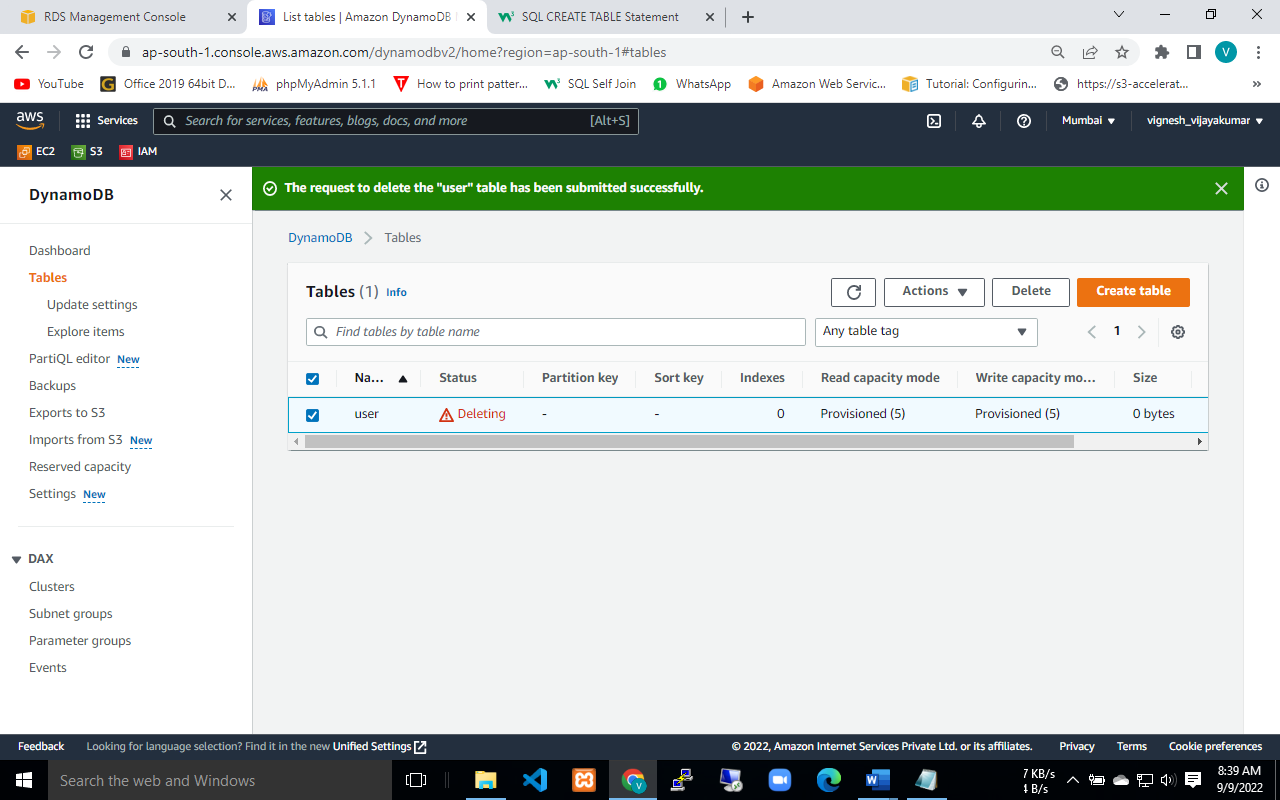 RDS Management Console
List tables | Amazon DynamoDB
SQL CREATE TABLE Statement
ap-south-1.console.aws.amazon.com/dynamodbv2/home?region=ap-south-1#tables
V
YouTube
Office 2019 64bit D...
phpMyAdmin 5.1.1
How to print patter...
SQL Self Join
1
WhatsApp
Amazon Web Servic...
Tutorial: Configurin...
https://s3-accelerat...
»
aws
Services
Search for services, features, blogs, docs, and more
[Alt+S]
Mumbai
vignesh_vijayakumar
EC2
S3
IAM
DynamoDB
The request to delete the "user" table has been submitted successfully.
Dashboard
Tables
Update settings
Explore items
PartiQL editor New
Backups
Exports to S3
Imports from S3 New
Reserved capacity
Settings New
DAX
Clusters
Subnet groups
Parameter groups
Events
DynamoDB > Tables
Tables (1) Info
Actions
Delete
Create table
Find tables by table name
Any table tag
1
Na... Status Partition key Sort key Indexes Read capacity mode Write capacity mo... Size
user Deleting - - 0 Provisioned (5) Provisioned (5) 0 bytes
Feedback
Looking for language selection? Find it in the new Unified Settings
© 2022, Amazon Internet Services Private Ltd. or its affiliates.
Privacy
Terms
Cookie preferences
Search the web and Windows
7 KB/s
B/s
8:39 AM
9/9/2022